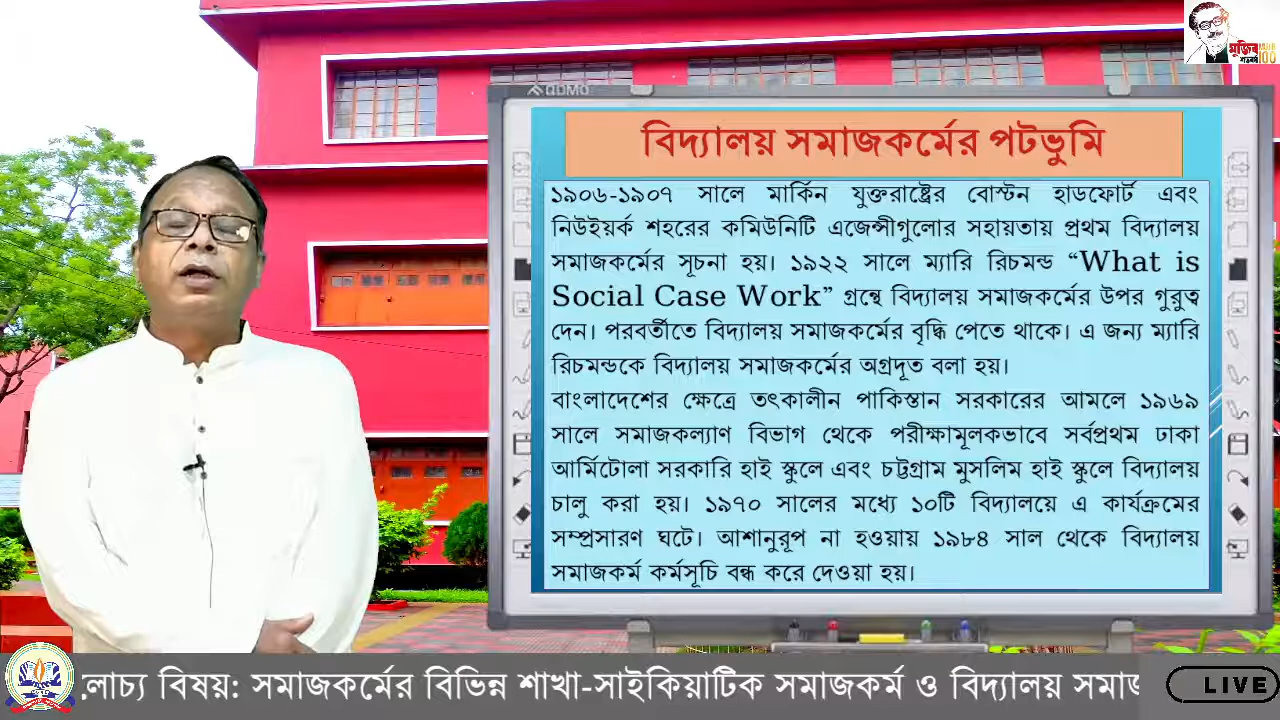 মুজিব
শতবর্ষ
100
QOMO
বিদ্যালয় সমাজকর্মের পটভুমি
১৯০৬-১৯০৭ সালে মার্কিন যুক্তরাষ্ট্রের বোস্টন হাডফোর্ট এবং
নিউইয়র্ক শহরের কমিউনিটি এজেন্সীগুলোর সহায়তায় প্রথম বিদ্যালয়
সমাজকর্মের সূচনা হয়। ১৯২২ সালে ম্যারি রিচমন্ড “What is
Social Case Work” গ্রন্থে বিদ্যালয় সমাজকর্মের উপর গুরুত্ব
দেন। পরবর্তীতে বিদ্যালয় সমাজকর্মের বৃদ্ধি পেতে থাকে। এ জন্য ম্যারি
রিচমন্ডকে বিদ্যালয় সমাজকর্মের অগ্রদূত বলা হয়।
বাংলাদেশের ক্ষেত্রে তৎকালীন পাকিস্তান সরকারের আমলে ১৯৬৯
সালে সমাজকল্যাণ বিভাগ থেকে পরীক্ষামূলকভাবে সর্বপ্রথম ঢাকা
আর্মিটোলা সরকারি হাই স্কুলে এবং চট্টগ্রাম মুসলিম হাই স্কুলে বিদ্যালয়
চালু করা হয়। ১৯৭০ সালের মধ্যে ১০টি বিদ্যালয়ে এ কার্যক্রমের
সম্প্রসারণ ঘটে। আশানুরূপ না হওয়ায় ১৯৮৪ সাল থেকে বিদ্যালয়
সমাজকর্ম কর্মসূচি বন্ধ করে দেওয়া হয়।
লোচ্য বিষয়: সমাজকর্মের বিভিন্ন শাখা-সাইকিয়াটিক সমাজকর্ম ও বিদ্যালয় সমাজ
LIVE